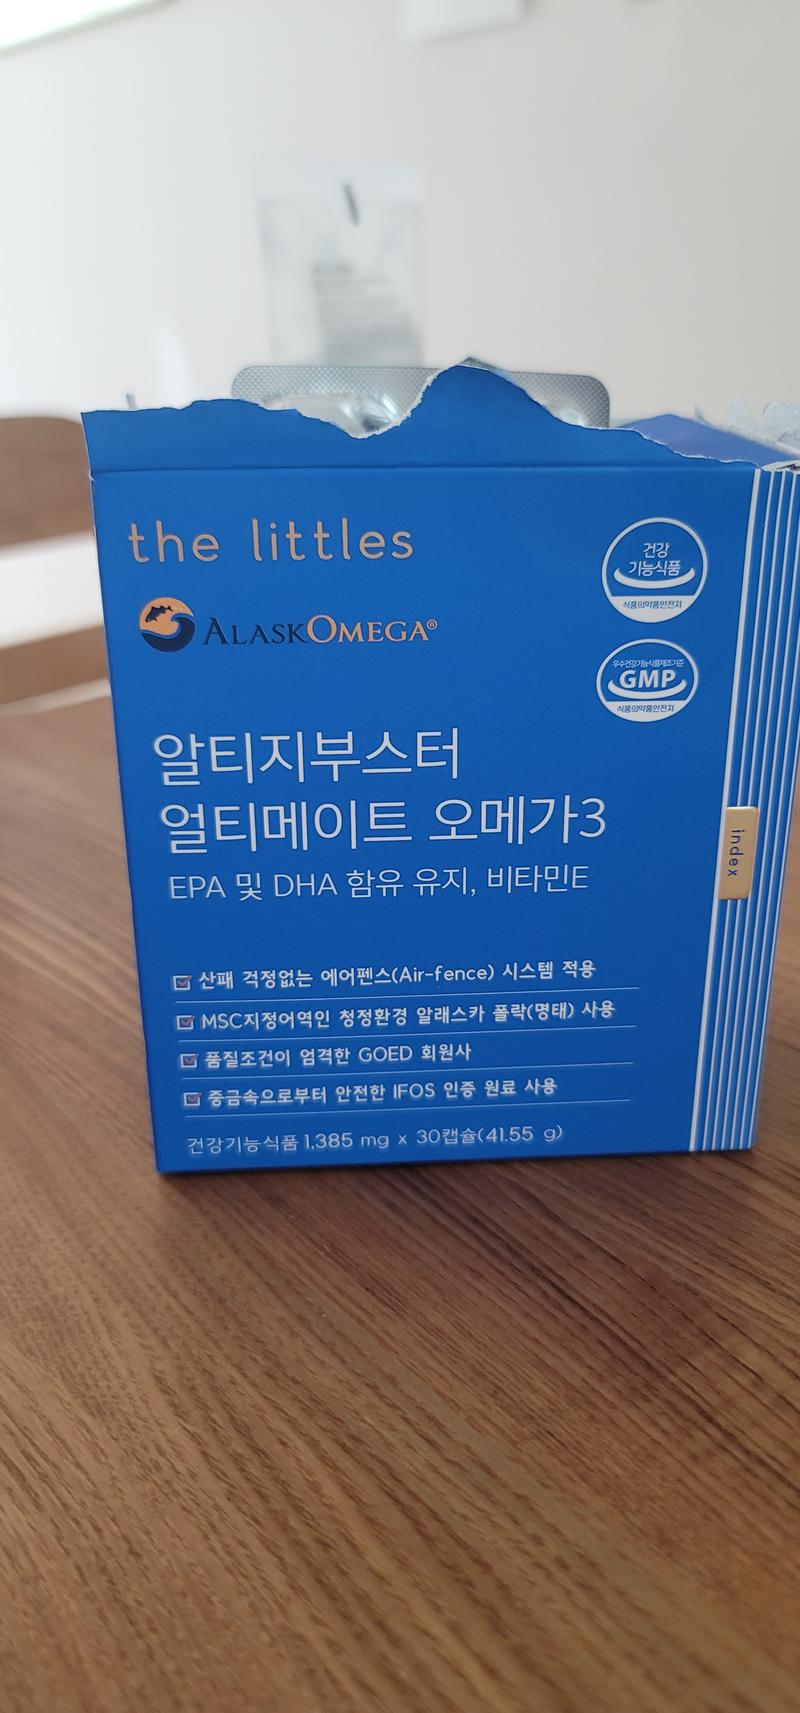 the littles
ALASKOMEGA®
건강
기능식품
식품의약품안전처
우수건강기능식품제조기준
GMP
식품의약품안전처
알티지부스터
얼티메이트 오메가3
EPA 및 DHA 함유 유지, 비타민E
index
산패 걱정없는 에어펜스(Air-fence) 시스템 적용
MSC지정어역인 청정환경 알래스카 폴락(명태) 사용
품질조건이 엄격한 GOED 회원사
중금속으로부터 안전한 IFOS 인증 원료 사용
건강기능식품 1,385 mg x 30캡슐(41.55 g)